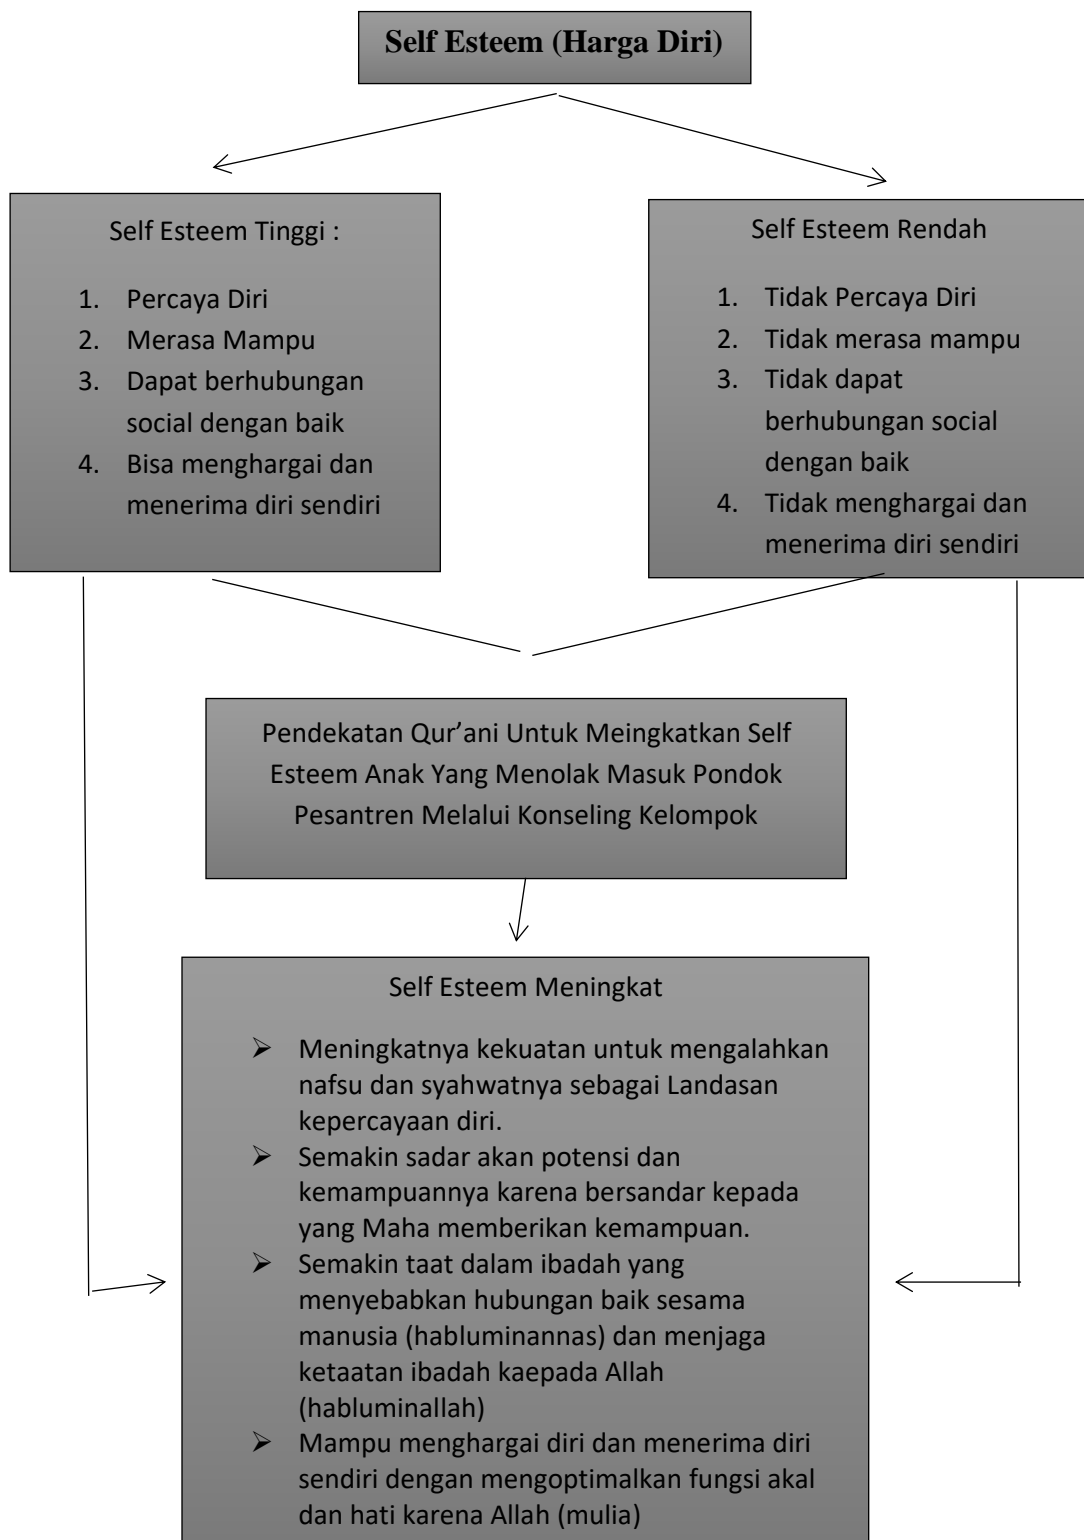 Self Esteem (Harga Diri)
Self Esteem Tinggi :
1. Percaya Diri
2. Merasa Mampu
3. Dapat berhubungan
social dengan baik
4. Bisa menghargai dan
menerima diri sendiri
Self Esteem Rendah
1. Tidak Percaya Diri
2. Tidak merasa mampu
3. Tidak dapat
berhubungan social
dengan baik
4. Tidak menghargai dan
menerima diri sendiri
Pendekatan Qur’ani Untuk Meingkatkan Self
Esteem Anak Yang Menolak Masuk Pondok
Pesantren Melalui Konseling Kelompok
Self Esteem Meningkat
➢ Meningkatnya kekuatan untuk mengalahkan
nafsu dan syahwatnya sebagai Landasan
kepercayaan diri.
➢ Semakin sadar akan potensi dan
kemampuannya karena bersandar kepada
yang Maha memberikan kemampuan.
➢ Semakin taat dalam ibadah yang
menyebabkan hubungan baik sesama
manusia (habluminannas) dan menjaga
ketaatan ibadah kaepada Allah
(habluminallah)
➢ Mampu menghargai diri dan menerima diri
sendiri dengan mengoptimalkan fungsi akal
dan hati karena Allah (mulia)